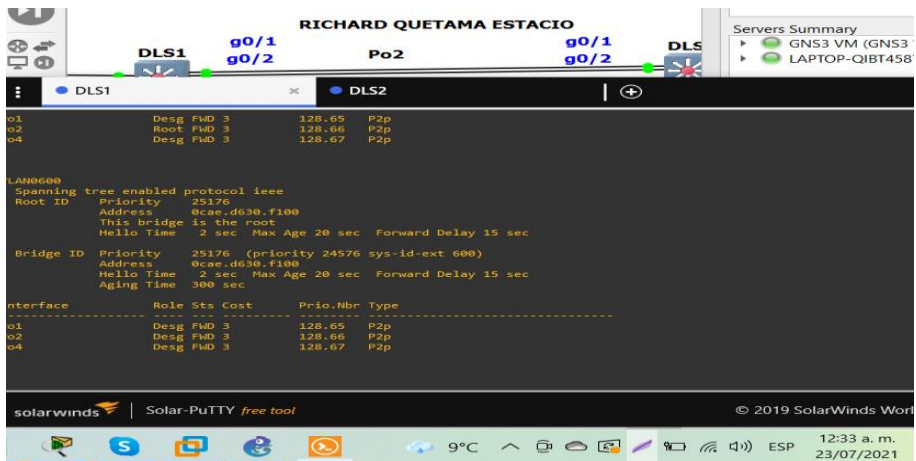 RICHARD QUETAMA ESTACIO
DLS1
g0/1
g0/2
Po2
g0/1
g0/2
DLS
Servers Summary
GNS3 VM (GNS3
LAPTOP-QIBT458
DLS1 × DLS2
o1 Desg FWD 3 128.65 P2p
o2 Root FWD 3 128.66 P2p
o4 Desg FWD 3 128.67 P2p
LAN0600
Spanning tree enabled protocol ieee
Root ID Priority 25176
Address 0cae.d630.f100
This bridge is the root
Hello Time 2 sec Max Age 20 sec Forward Delay 15 sec
Bridge ID Priority 25176 (priority 24576 sys-id-ext 600)
Address 0cae.d630.f100
Hello Time 2 sec Max Age 20 sec Forward Delay 15 sec
Aging Time 300 sec
nterface Role Sts Cost Prio.Nbr Type
------------------- ---- --- --------- -------- --------------------------------
o1 Desg FWD 3 128.65 P2p
o2 Desg FWD 3 128.66 P2p
o4 Desg FWD 3 128.67 P2p
solarwinds | Solar-PuTTY free tool © 2019 SolarWinds Worl
9°C ESP 12:33 a. m.
23/07/2021